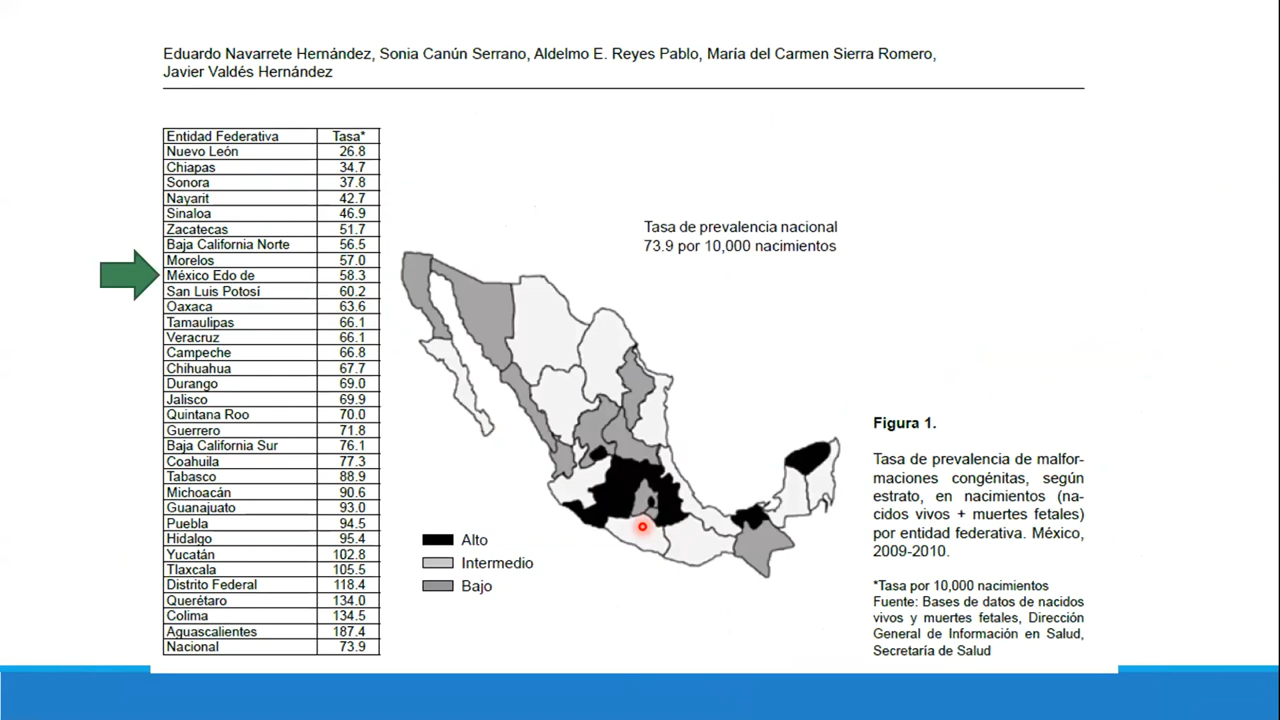 Eduardo Navarrete Hernández, Sonia Canún Serrano, Aldelmo E. Reyes Pablo, María del Carmen Sierra Romero,
Javier Valdés Hernández
Entidad Federativa Tasa*
Nuevo León 26.8
Chiapas 34.7
Sonora 37.8
Nayarit 42.7
Sinaloa 46.9
Zacatecas 51.7
Baja California Norte 56.5
Morelos 57.0
México Edo de 58.3
San Luis Potosí 60.2
Oaxaca 63.6
Tamaulipas 66.1
Veracruz 66.1
Campeche 66.8
Chihuahua 67.7
Durango 69.0
Jalisco 69.9
Quintana Roo 70.0
Guerrero 71.8
Baja California Sur 76.1
Coahuila 77.3
Tabasco 88.9
Michoacán 90.6
Guanajuato 93.0
Puebla 94.5
Hidalgo 95.4
Yucatán 102.8
Tlaxcala 105.5
Distrito Federal 118.4
Querétaro 134.0
Colima 134.5
Aguascalientes 187.4
Nacional 73.9
Tasa de prevalencia nacional
73.9 por 10,000 nacimientos
Alto
Intermedio
Bajo
Figura 1.
Tasa de prevalencia de malfor-
maciones congénitas, según
estrato, en nacimientos (na-
cidos vivos + muertes fetales)
por entidad federativa. México,
2009-2010.
*Tasa por 10,000 nacimientos
Fuente: Bases de datos de nacidos
vivos y muertes fetales, Dirección
General de Información en Salud,
Secretaría de Salud